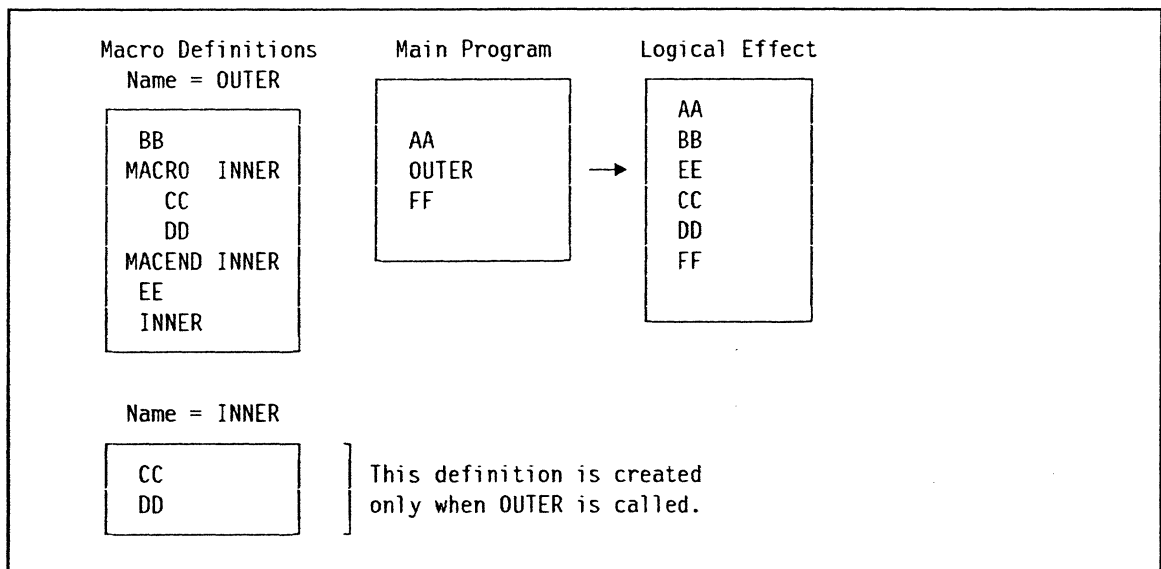 Macro Definitions
Name = OUTER
BB
MACRO INNER
CC
DD
MACEND INNER
EE
INNER
Main Program
AA
OUTER
FF
Logical Effect
AA
BB
EE
CC
DD
FF
Name = INNER
CC
DD
This definition is created
only when OUTER is called.